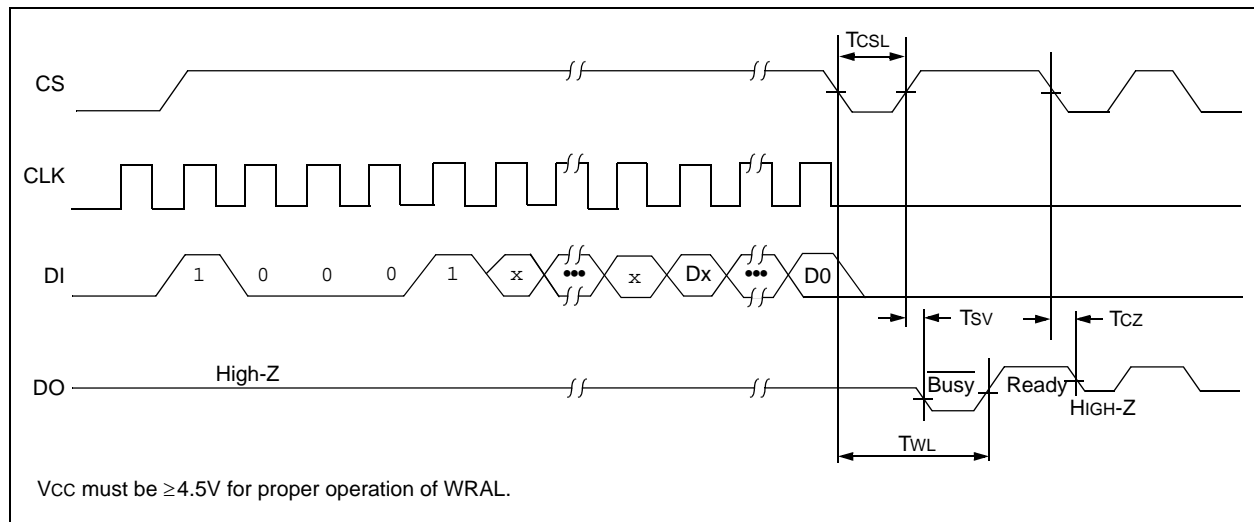 TCSL
CS
CLK
DI 1 0 0 0 1 x ••• x Dx ••• D0
TSV TCZ
DO High-Z Busy Ready HIGH-Z
TWL
VCC must be ≥4.5V for proper operation of WRAL.